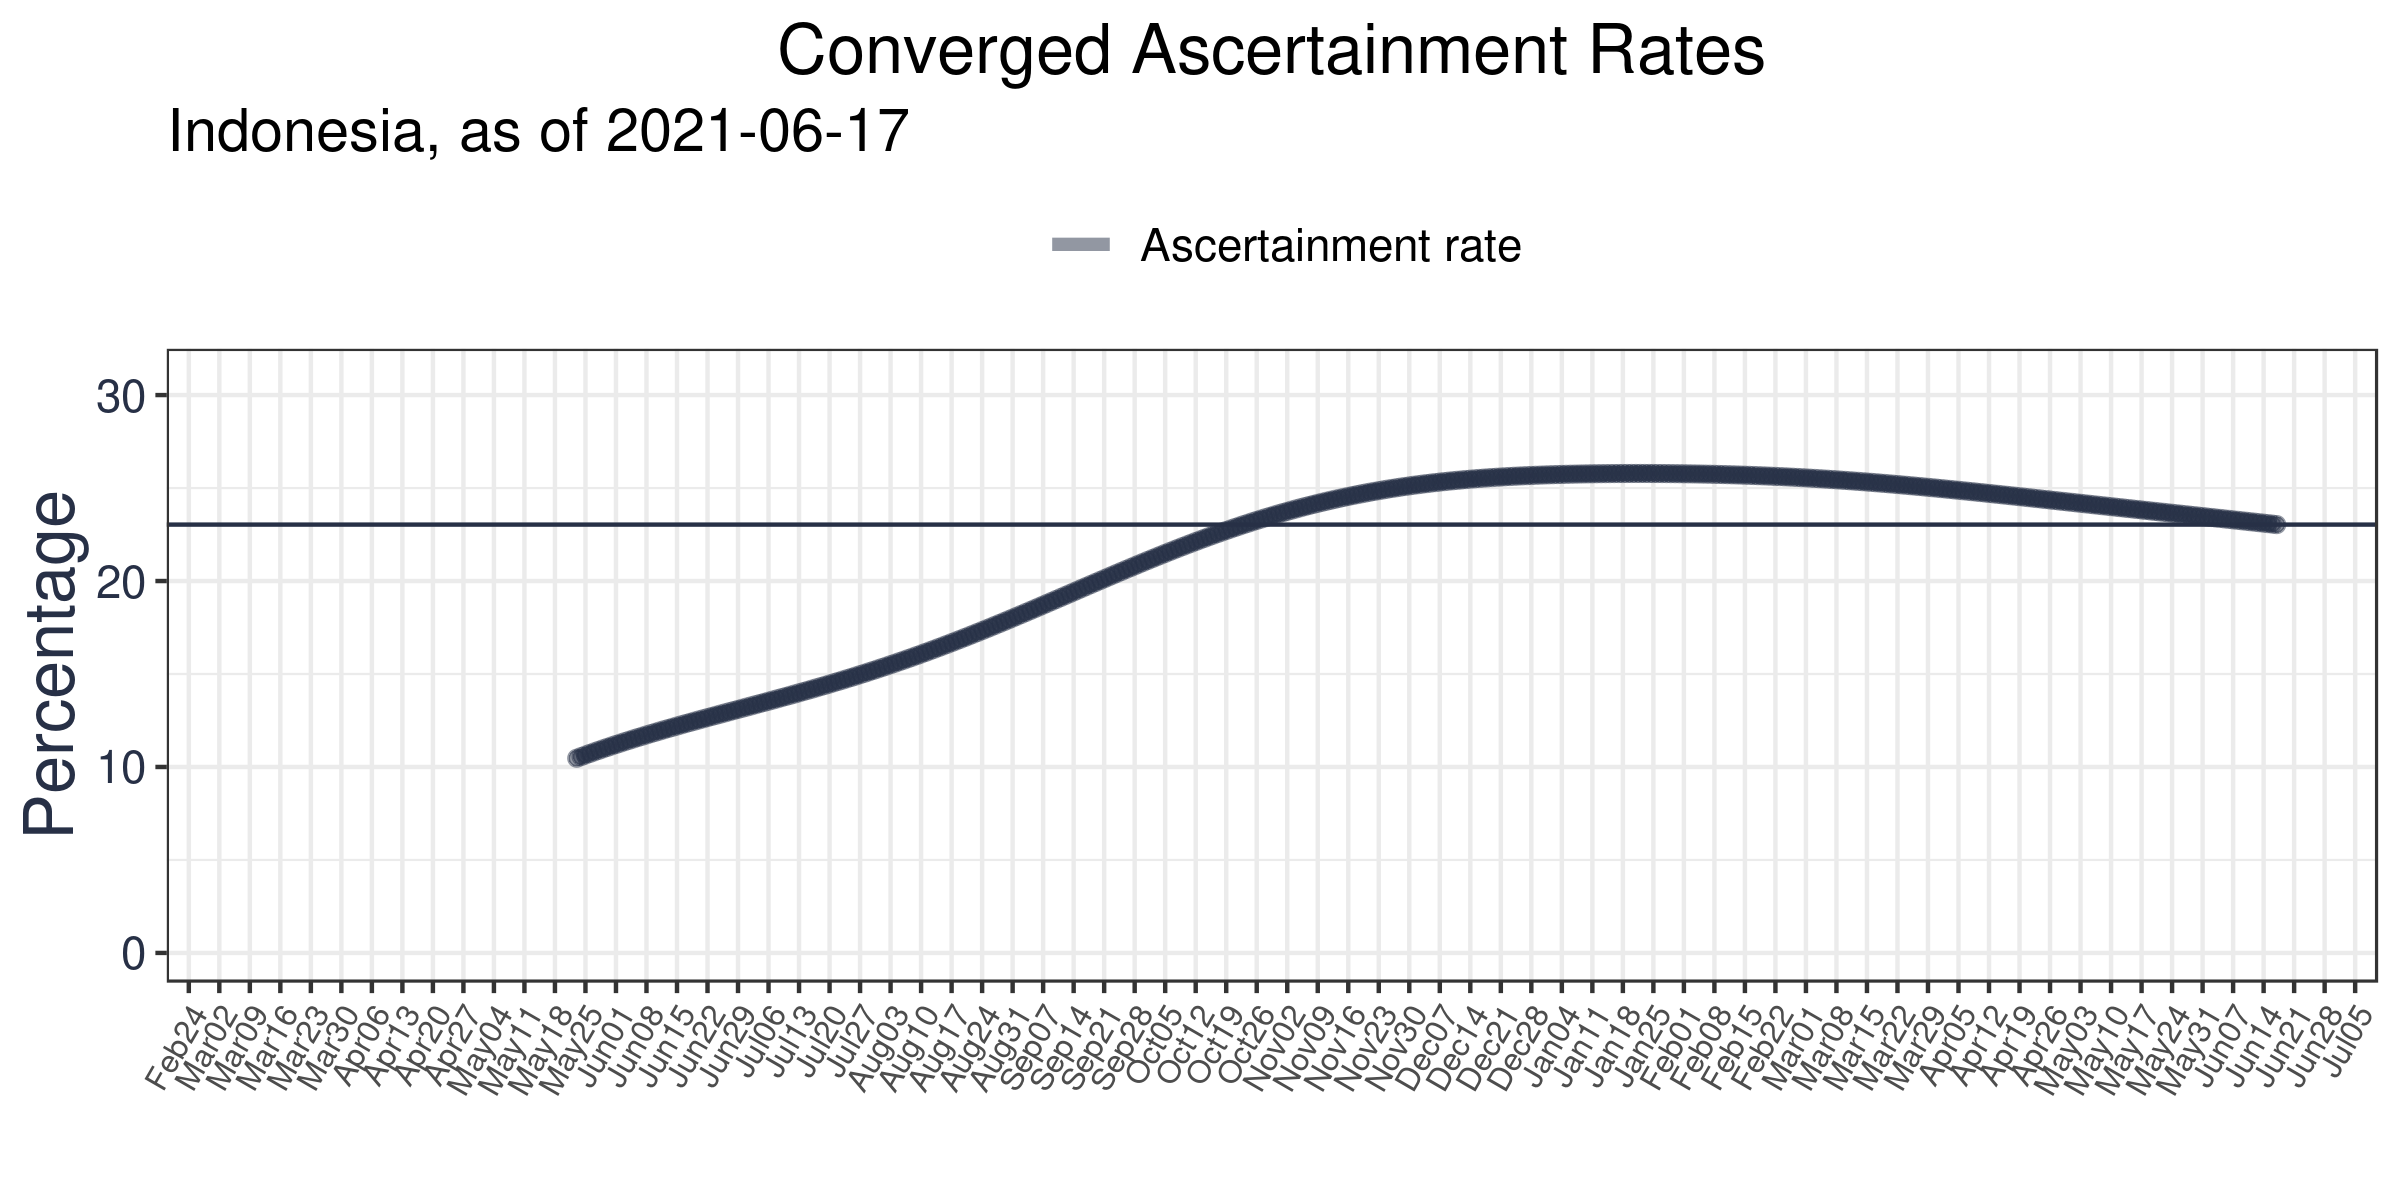 Converged Ascertainment Rates
Indonesia, as of 2021-06-17
Ascertainment rate
Percentage
30
20
10
0
Feb24 Mar02 Mar09 Mar16 Mar23 Mar30 Apr06 Apr13 Apr20 Apr27 May04 May11 May18 May25 Jun01 Jun08 Jun15 Jun22 Jun29 Jul06 Jul13 Jul20 Jul27 Aug03 Aug10 Aug17 Aug24 Aug31 Sep07 Sep14 Sep21 Sep28 Oct05 Oct12 Oct19 Oct26 Nov02 Nov09 Nov16 Nov23 Nov30 Dec07 Dec14 Dec21 Dec28 Jan04 Jan11 Jan18 Jan25 Feb01 Feb08 Feb15 Feb22 Mar01 Mar08 Mar15 Mar22 Mar29 Apr05 Apr12 Apr19 Apr26 May03 May10 May17 May24 May31 Jun07 Jun14 Jun21 Jun28 Jul05